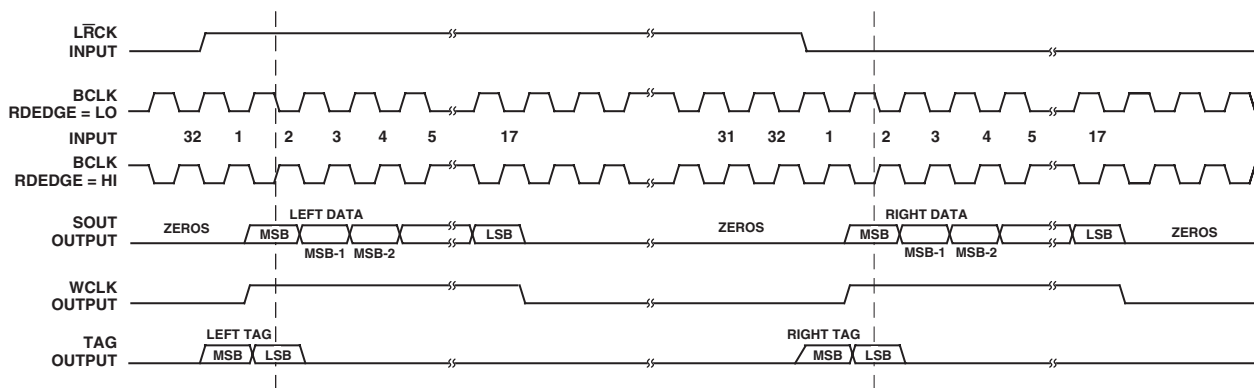 LR̅CK
INPUT
BCLK
RDEDGE = LO
INPUT 32 1 2 3 4 5 17 31 32 1 2 3 4 5 17
BCLK
RDEDGE = HI
SOUT
OUTPUT
ZEROS LEFT DATA ZEROS RIGHT DATA ZEROS
MSB LSB MSB LSB
MSB-1 MSB-2 MSB-1 MSB-2
WCLK
OUTPUT
TAG
OUTPUT
LEFT TAG RIGHT TAG
MSB LSB MSB LSB